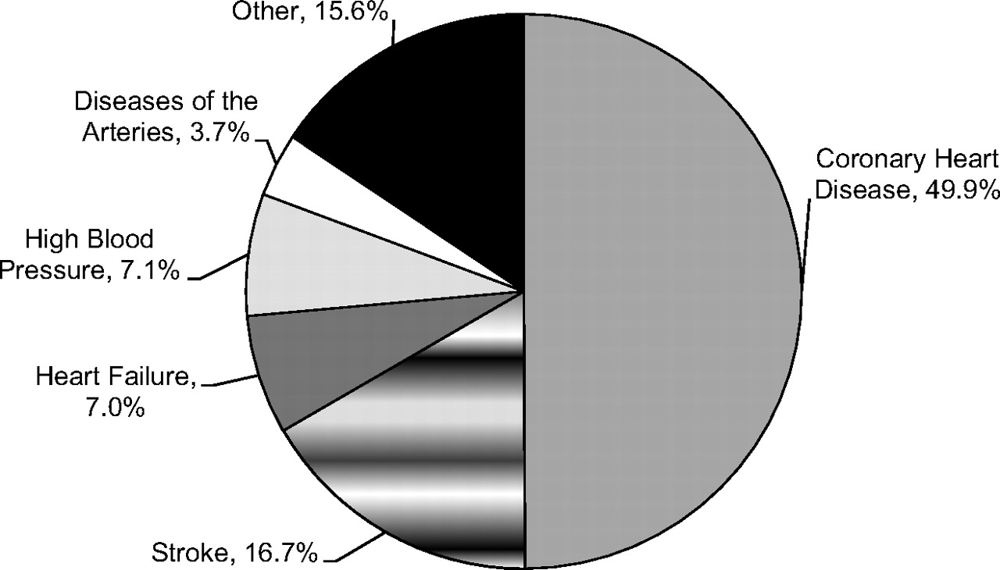 Other, 15.6%
Diseases of the
Arteries, 3.7%
Coronary Heart
Disease, 49.9%
High Blood
Pressure, 7.1%
Heart Failure,
7.0%
Stroke, 16.7%